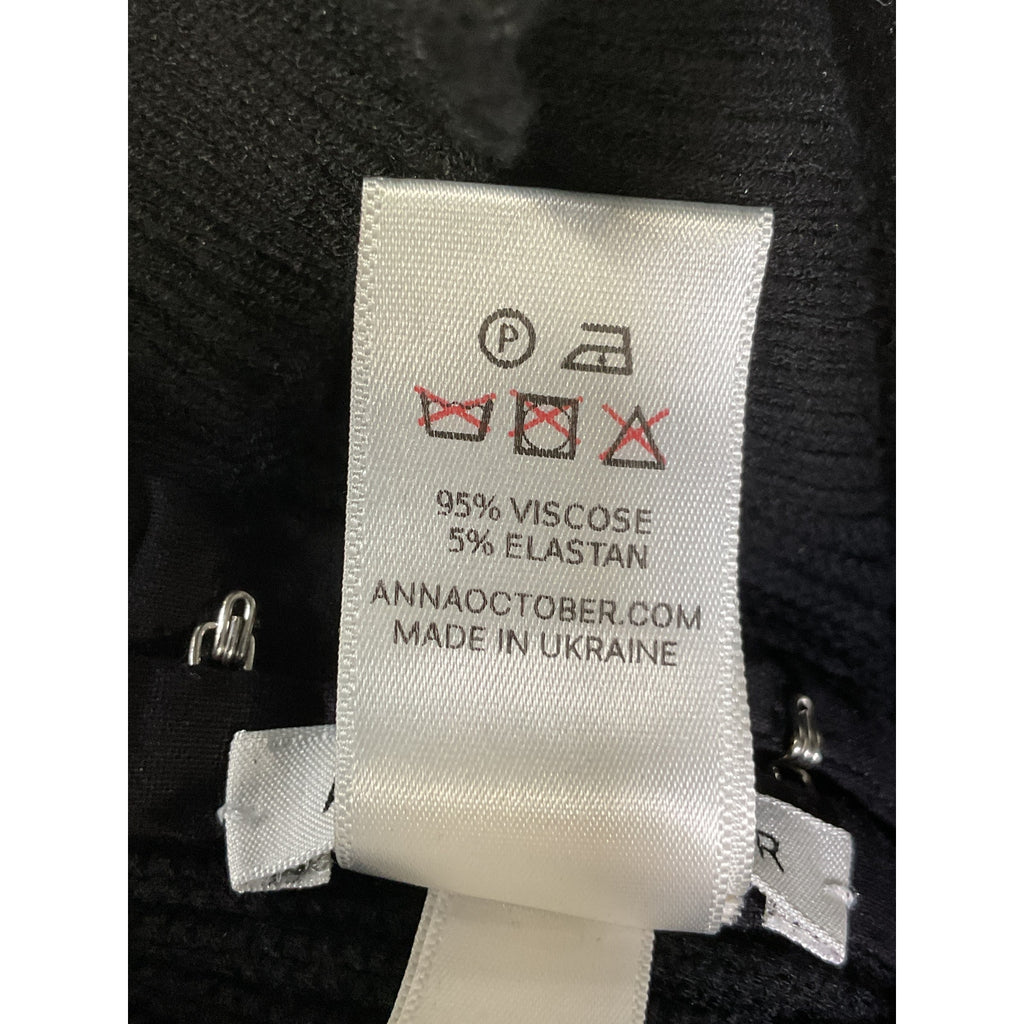 P
95% VISCOSE
5% ELASTAN
ANNAOCTOBER.COM
MADE IN UKRAINE
R